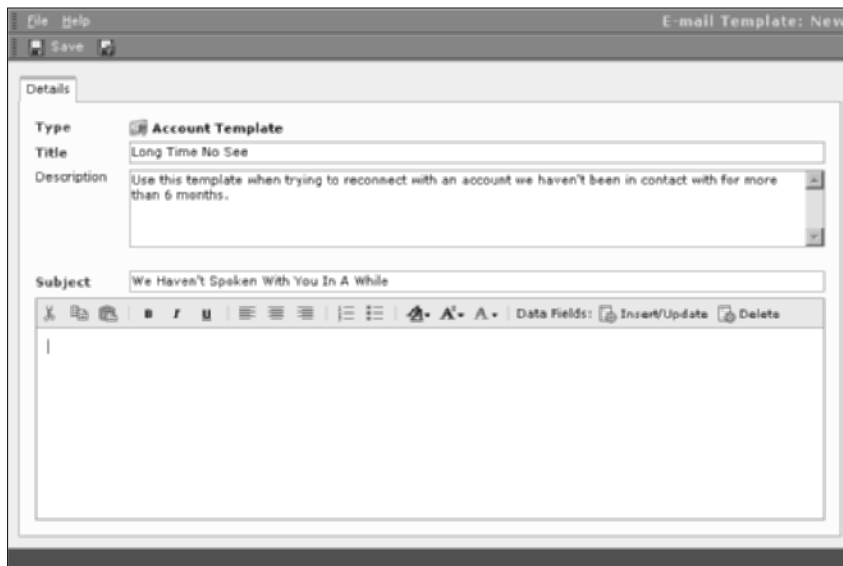 File Help
E-mail Template: New
Save
Details
Type Account Template
Title Long Time No See
Description Use this template when trying to reconnect with an account we haven't been in contact with for more
than 6 months.
Subject We Haven't Spoken With You In A While
B I U A A Data Fields: Insert/Update Delete